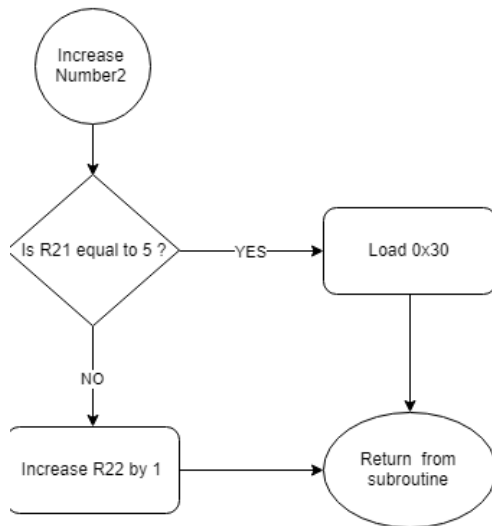 Increase
Number2
Is R21 equal to 5 ?
YES
Load 0x30
NO
Increase R22 by 1
Return from
subroutine